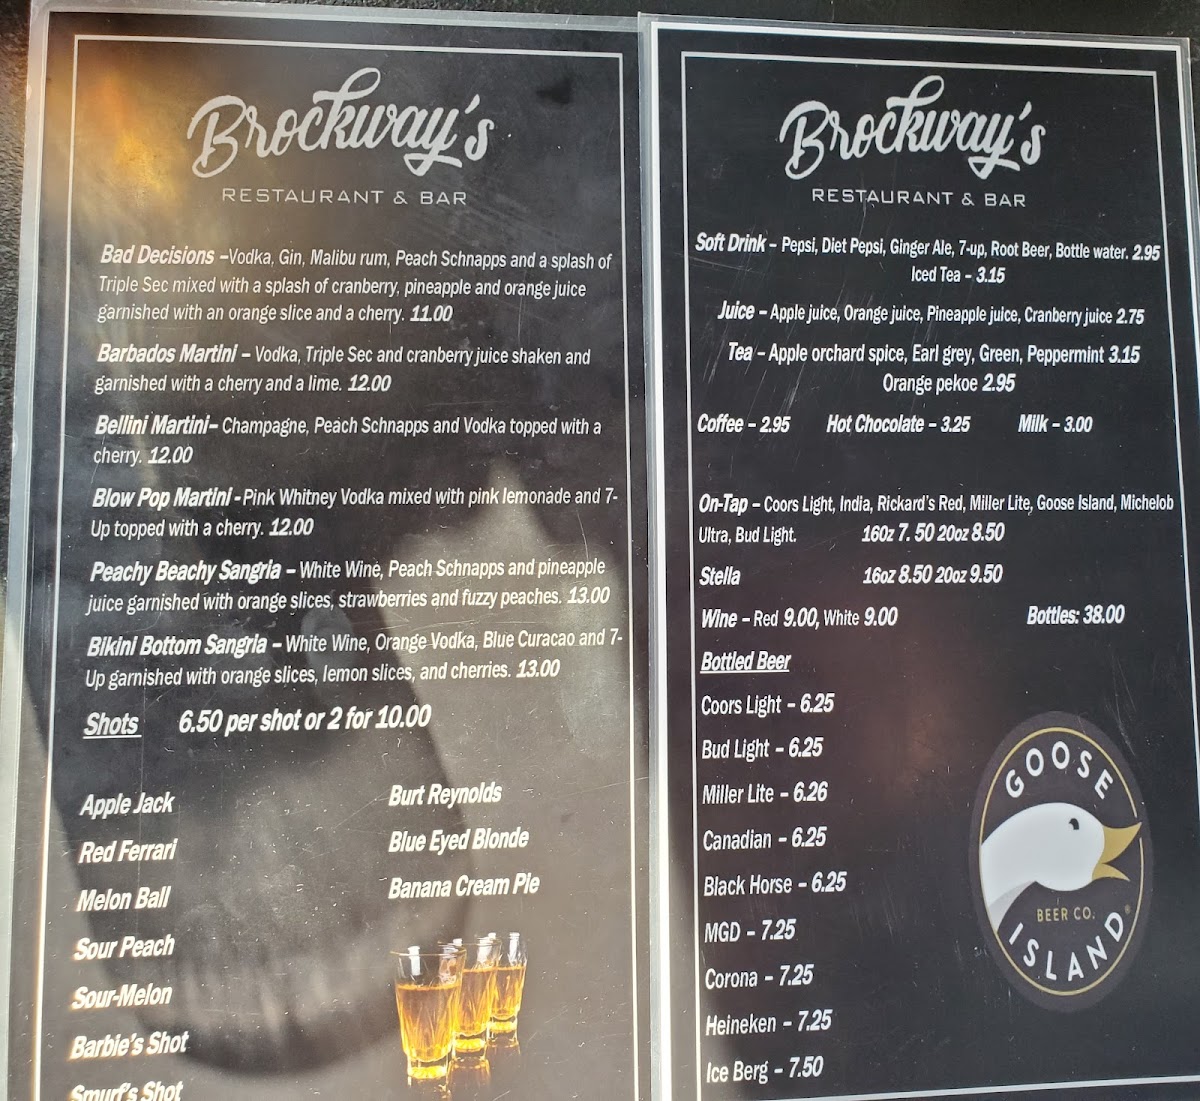 Brockway's
RESTAURANT & BAR
Bad Decisions –Vodka, Gin, Malibu rum, Peach Schnapps and a splash of
Triple Sec mixed with a splash of cranberry, pineapple and orange juice
garnished with an orange slice and a cherry. 11.00
Barbados Martini – Vodka, Triple Sec and cranberry juice shaken and
garnished with a cherry and a lime. 12.00
Bellini Martini– Champagne, Peach Schnapps and Vodka topped with a
cherry. 12.00
Blow Pop Martini -Pink Whitney Vodka mixed with pink lemonade and 7-
Up topped with a cherry. 12.00
Peachy Beachy Sangria – White Wine, Peach Schnapps and pineapple
juice garnished with orange slices, strawberries and fuzzy peaches. 13.00
Bikini Bottom Sangria – White Wine, Orange Vodka, Blue Curacao and 7-
Up garnished with orange slices, lemon slices, and cherries. 13.00
Shots 6.50 per shot or 2 for 10.00
Apple Jack
Red Ferrari
Melon Ball
Sour Peach
Sour-Melon
Barbie's Shot
Smurf's Shot
Burt Reynolds
Blue Eyed Blonde
Banana Cream Pie
Brockway's
RESTAURANT & BAR
Soft Drink – Pepsi, Diet Pepsi, Ginger Ale, 7-up, Root Beer, Bottle water. 2.95
Iced Tea – 3.15
Juice – Apple juice, Orange juice, Pineapple juice, Cranberry juice 2.75
Tea – Apple orchard spice, Earl grey, Green, Peppermint 3.15
Orange pekoe 2.95
Coffee – 2.95 Hot Chocolate – 3.25 Milk – 3.00
On-Tap – Coors Light, India, Rickard's Red, Miller Lite, Goose Island, Michelob
Ultra, Bud Light. 16oz 7. 50 20oz 8.50
Stella 16oz 8.50 20oz 9.50
Wine – Red 9.00, White 9.00 Bottles: 38.00
Bottled Beer
Coors Light – 6.25
Bud Light – 6.25
Miller Lite – 6.26
Canadian – 6.25
Black Horse – 6.25
MGD – 7.25
Corona – 7.25
Heineken – 7.25
Ice Berg – 7.50
GOOSE
BEER CO.®
ISLAND